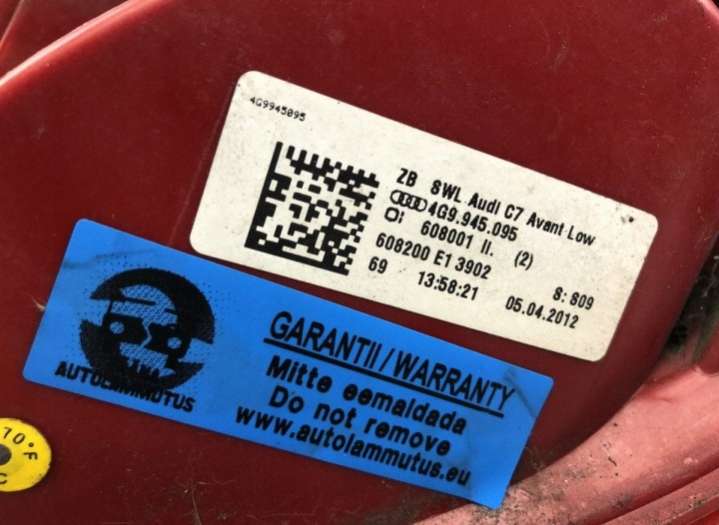 4G9945095
ZB 8WL Audi C7 Avant Low
4G9.945.095
608001 II. (2)
608200 E1 3902 8:809
69 13:58:21 05.04.2012
AUTOLAMMUTUS
GARANTII/WARRANTY
Mitte eemaldada
Do not remove
www.autolammutus.eu
70°F
C